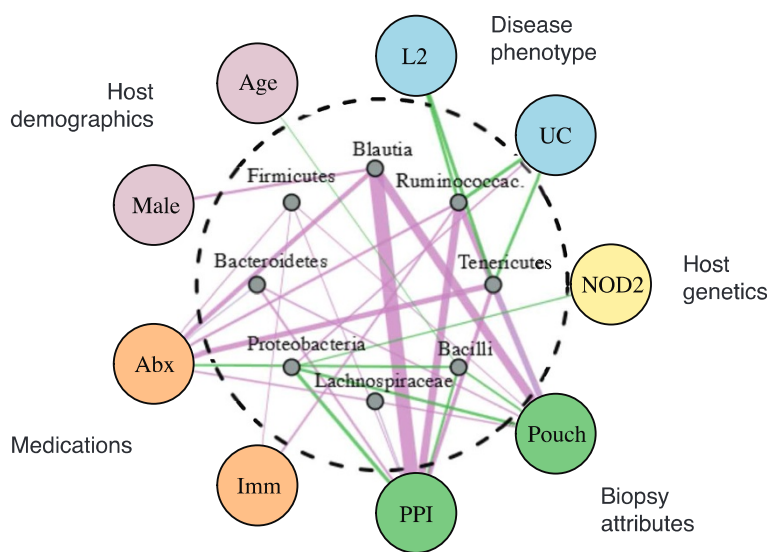 Disease
phenotype
L2
Age
Host
demographics
UC
Blautia
Firmicutes
Ruminococcac.
Male
Bacteroidetes
Tenericutes
NOD2
Host
genetics
Proteobacteria
Bacilli
Abx
Lachnospiraceae
Medications
Pouch
Imm
PPI
Biopsy
attributes